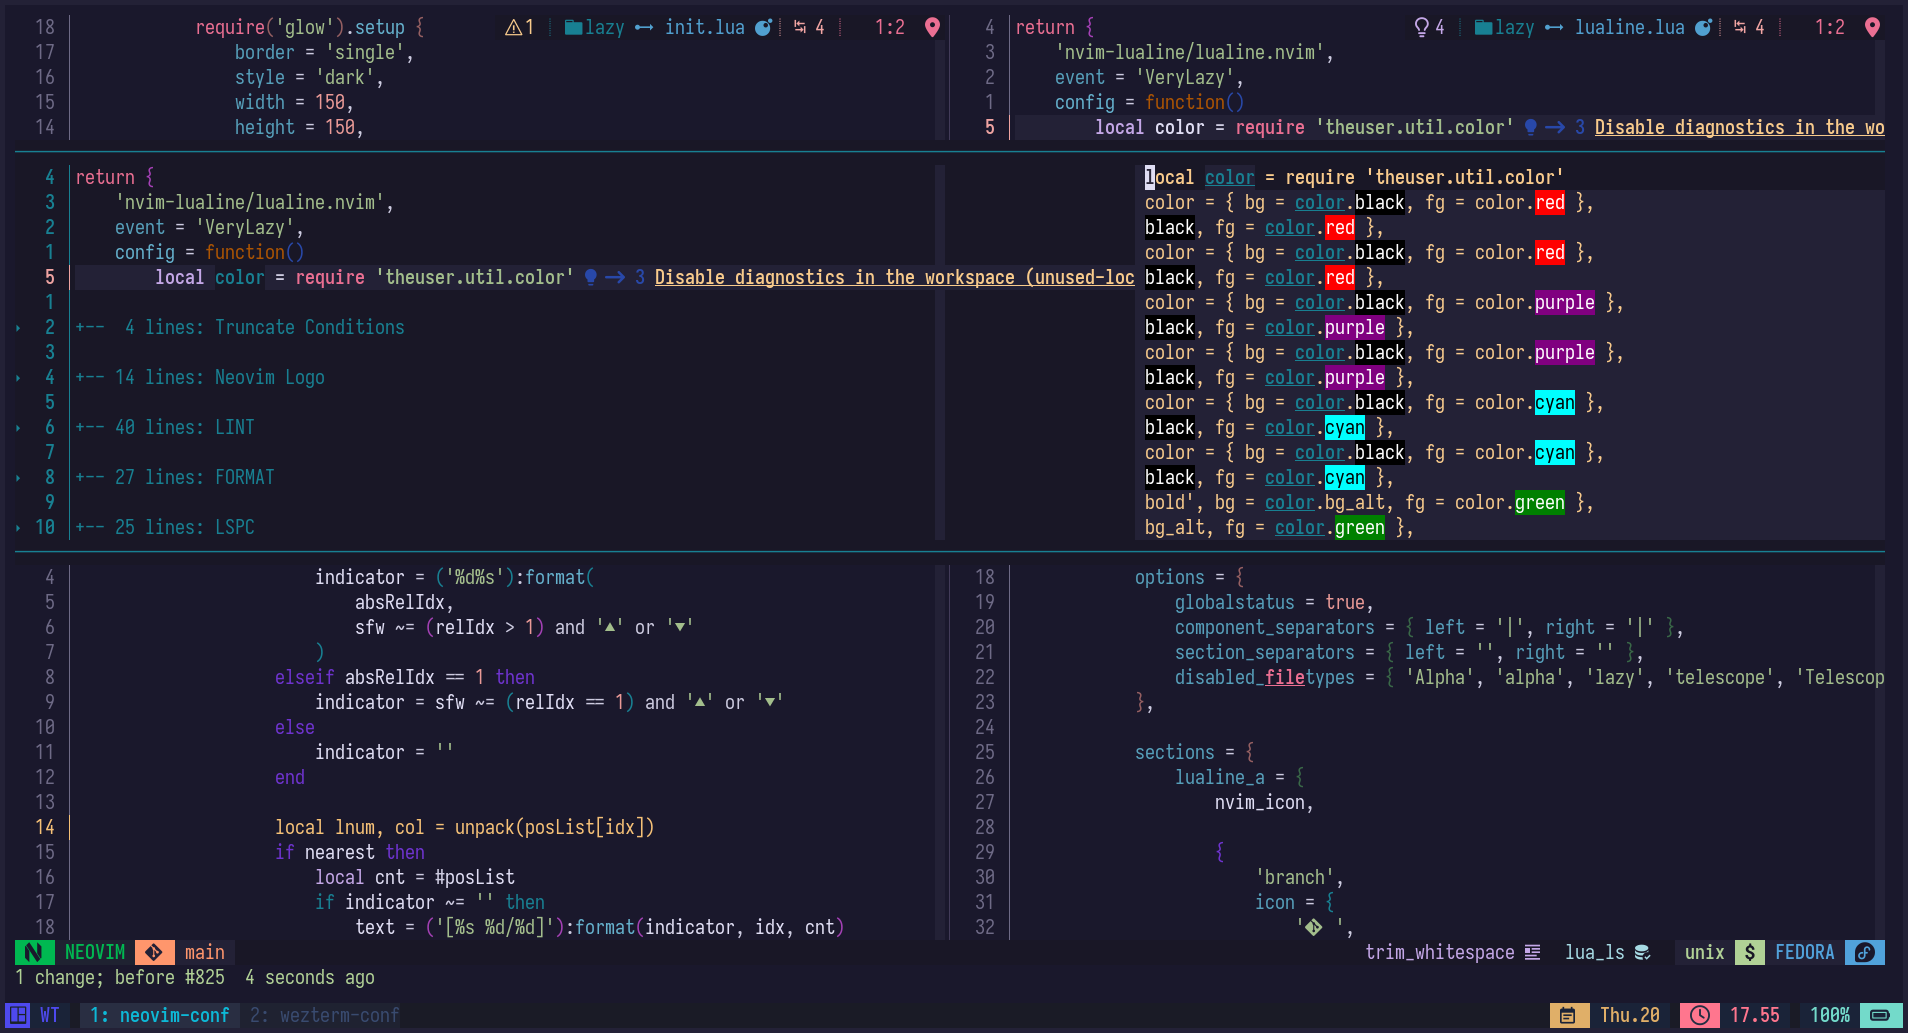 18 require('glow').setup { 1 lazy init.lua 4 1:2
17 border = 'single',
16 style = 'dark',
15 width = 150,
14 height = 150,
4 return { 4 lazy lualine.lua 4 1:2
3 'nvim-lualine/lualine.nvim',
2 event = 'VeryLazy',
1 config = function()
5 local color = require 'theuser.util.color' 3 Disable diagnostics in the wo
4 return {
3 'nvim-lualine/lualine.nvim',
2 event = 'VeryLazy',
1 config = function()
5 local color = require 'theuser.util.color' 3 Disable diagnostics in the workspace (unused-loc
1
2 +-- 4 lines: Truncate Conditions
3
4 +-- 14 lines: Neovim Logo
5
6 +-- 40 lines: LINT
7
8 +-- 27 lines: FORMAT
9
10 +-- 25 lines: LSPC
local color = require 'theuser.util.color'
color = { bg = color.black, fg = color.red },
black, fg = color.red },
color = { bg = color.black, fg = color.red },
black, fg = color.red },
color = { bg = color.black, fg = color.purple },
black, fg = color.purple },
color = { bg = color.black, fg = color.purple },
black, fg = color.purple },
color = { bg = color.black, fg = color.cyan },
black, fg = color.cyan },
color = { bg = color.black, fg = color.cyan },
black, fg = color.cyan },
bold', bg = color.bg_alt, fg = color.green },
bg_alt, fg = color.green },
4 indicator = ('%d%s'):format(
5 absRelIdx,
6 sfw ~= (relIdx > 1) and '▲' or '▼'
7 )
8 elseif absRelIdx == 1 then
9 indicator = sfw ~= (relIdx == 1) and '▲' or '▼'
10 else
11 indicator = ''
12 end
13
14 local lnum, col = unpack(posList[idx])
15 if nearest then
16 local cnt = #posList
17 if indicator ~= '' then
18 text = ('[%s %d/%d]'):format(indicator, idx, cnt)
18 options = {
19 globalstatus = true,
20 component_separators = { left = '|', right = '|' },
21 section_separators = { left = '', right = '' },
22 disabled_filetypes = { 'Alpha', 'alpha', 'lazy', 'telescope', 'Telescop
23 },
24
25 sections = {
26 lualine_a = {
27 nvim_icon,
28
29 {
30 'branch',
31 icon = {
32 ' ',
NEOVIM main trim_whitespace lua_ls unix $ FEDORA
1 change; before #825 4 seconds ago
WT 1: neovim-conf 2: wezterm-conf Thu.20 17.55 100%